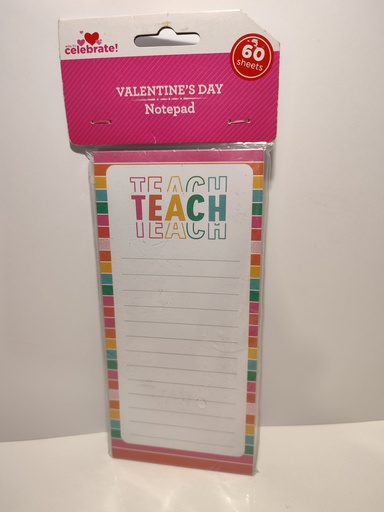 celebrate!
60
sheets
VALENTINE'S DAY
Notepad
TEACH
TEACH
TEACH